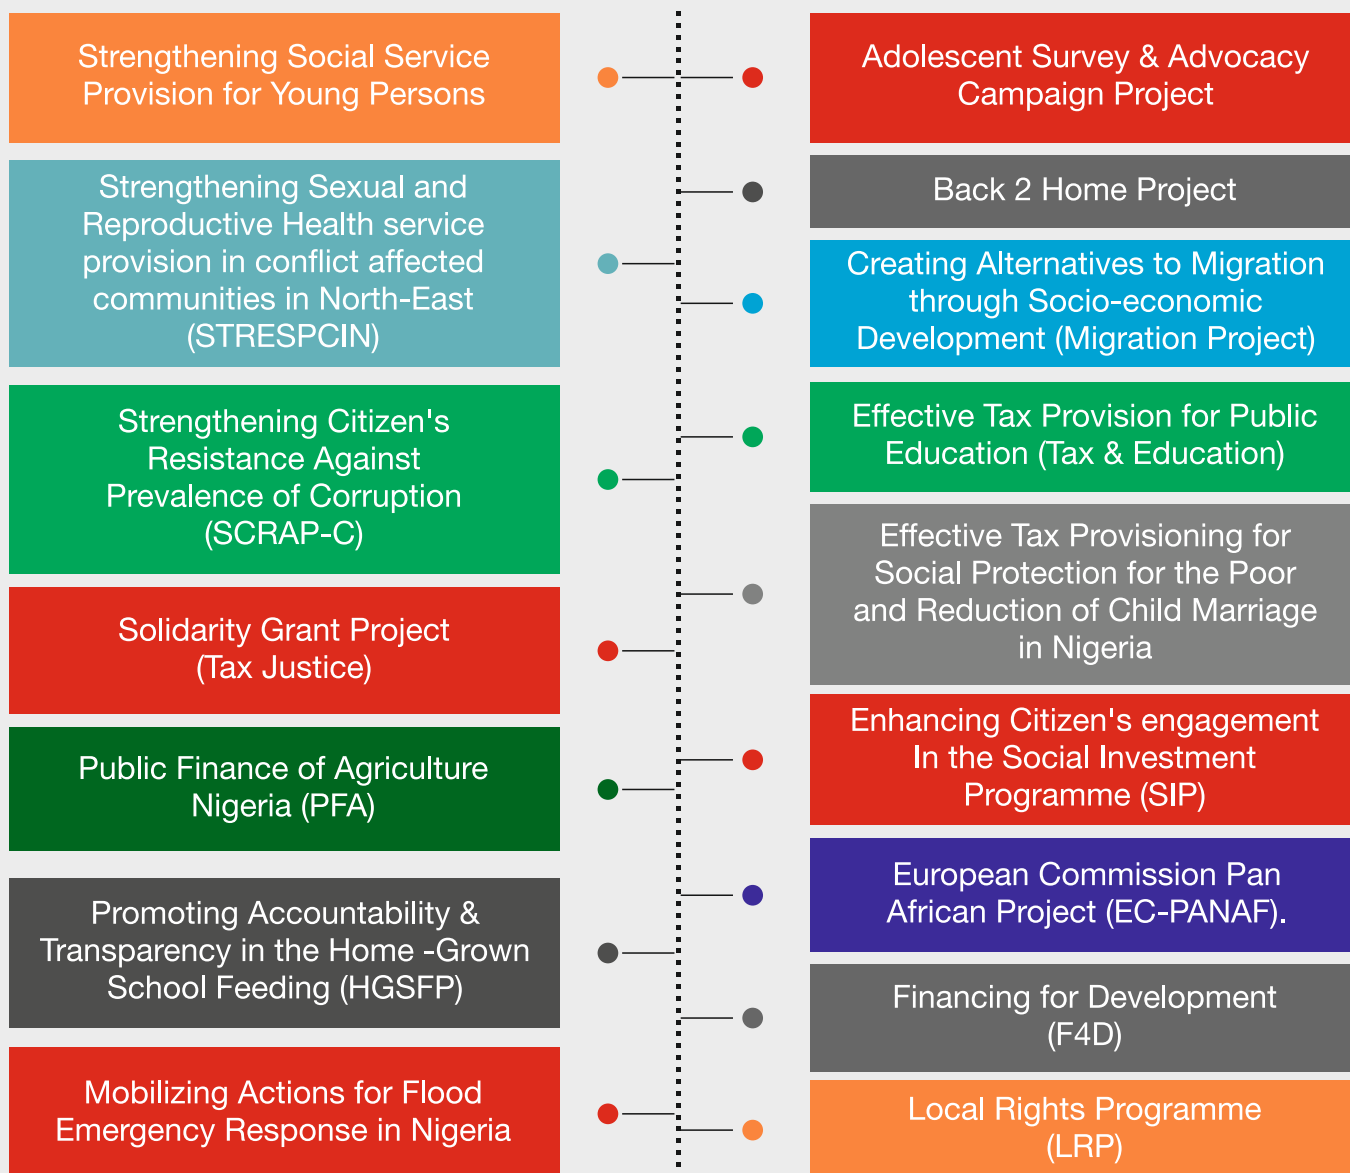 Strengthening Social Service
Provision for Young Persons
Strengthening Sexual and
Reproductive Health service
provision in conflict affected
communities in North-East
(STRESPCIN)
Strengthening Citizen's
Resistance Against
Prevalence of Corruption
(SCRAP-C)
Solidarity Grant Project
(Tax Justice)
Public Finance of Agriculture
Nigeria (PFA)
Promoting Accountability &
Transparency in the Home -Grown
School Feeding (HGSFP)
Mobilizing Actions for Flood
Emergency Response in Nigeria
Adolescent Survey & Advocacy
Campaign Project
Back 2 Home Project
Creating Alternatives to Migration
through Socio-economic
Development (Migration Project)
Effective Tax Provision for Public
Education (Tax & Education)
Effective Tax Provisioning for
Social Protection for the Poor
and Reduction of Child Marriage
in Nigeria
Enhancing Citizen's engagement
In the Social Investment
Programme (SIP)
European Commission Pan
African Project (EC-PANAF).
Financing for Development
(F4D)
Local Rights Programme
(LRP)